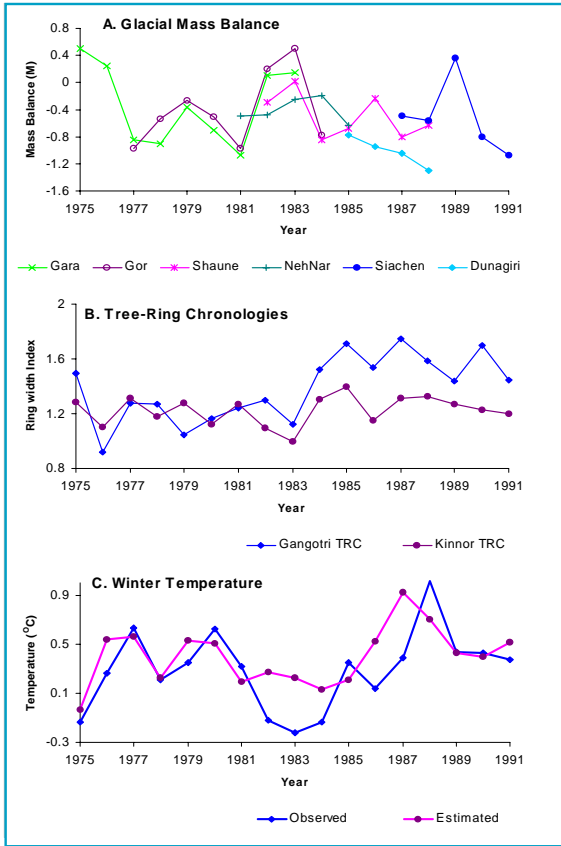 A. Glacial Mass Balance
Mass Balance (M)
0.8
0.4
0
-0.4
-0.8
-1.2
-1.6
1975 1977 1979 1981 1983 1985 1987 1989 1991
Year
Gara Gor Shaune NehNar Siachen Dunagiri
B. Tree-Ring Chronologies
Ring width Index
2
1.6
1.2
0.8
1975 1977 1979 1981 1983 1985 1987 1989 1991
Year
Gangotri TRC Kinnor TRC
C. Winter Temperature
Temperature (°C)
0.9
0.5
0.1
-0.3
1975 1977 1979 1981 1983 1985 1987 1989 1991
Year
Observed Estimated